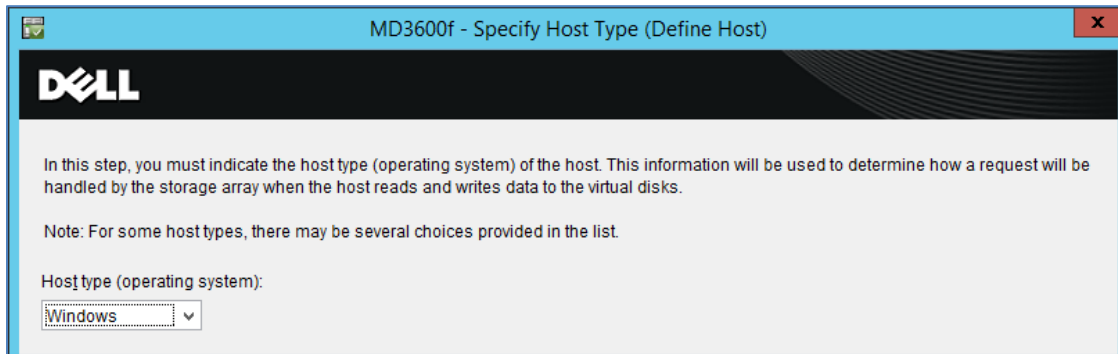 MD3600f - Specify Host Type (Define Host)
x
DELL
In this step, you must indicate the host type (operating system) of the host. This information will be used to determine how a request will be
handled by the storage array when the host reads and writes data to the virtual disks.
Note: For some host types, there may be several choices provided in the list.
Host type (operating system):
Windows